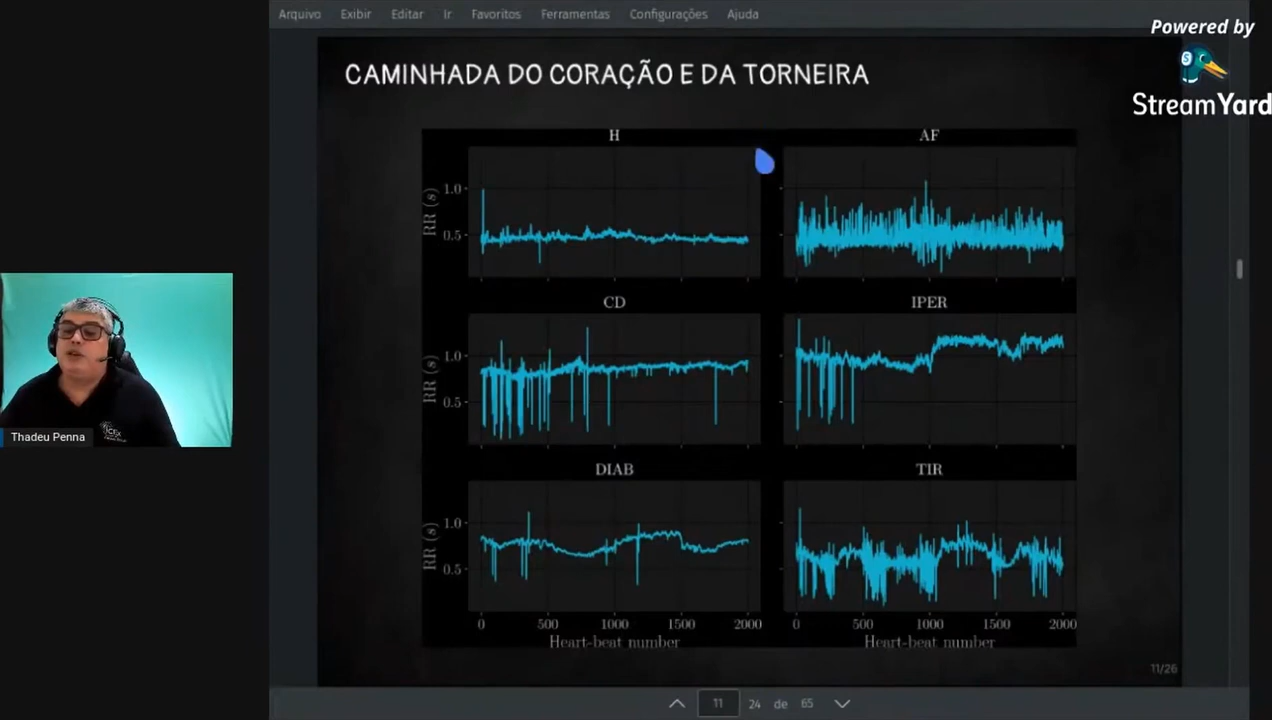 Arquivo Exibir Editar Ir Favoritos Ferramentas Configurações Ajuda
Powered by
StreamYard
CAMINHADA DO CORAÇÃO E DA TORNEIRA
H
AF
RR (s)
1.0
0.5
CD
IPER
RR (s)
1.0
0.5
DIAB
TIR
RR (s)
1.0
0.5
0 500 1000 1500 2000
0 500 1000 1500 2000
Heart-beat number
Heart-beat number
Thadeu Penna
11/26
11 24 de 65